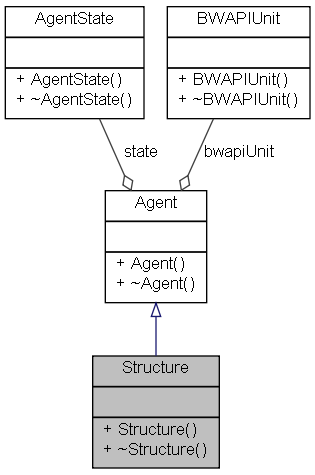 AgentState
+ AgentState()
+ ~AgentState()
BWAPIUnit
+ BWAPIUnit()
+ ~BWAPIUnit()
state
bwapiUnit
Agent
+ Agent()
+ ~Agent()
Structure
+ Structure()
+ ~Structure()